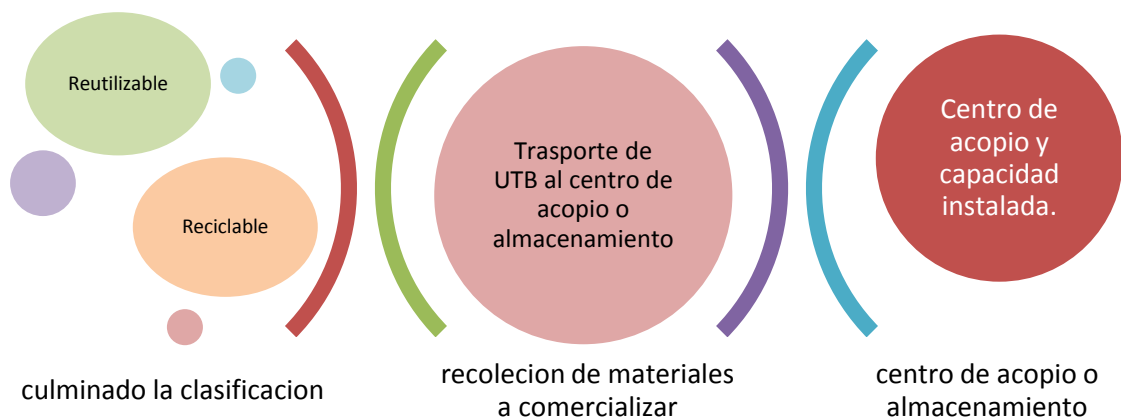 Reutilizable
Reciclable
culminado la clasificacion
Trasporte de
UTB al centro de
acopio o
almacenamiento
recolecion de materiales
a comercializar
Centro de
acopio y
capacidad
instalada.
centro de acopio o
almacenamiento